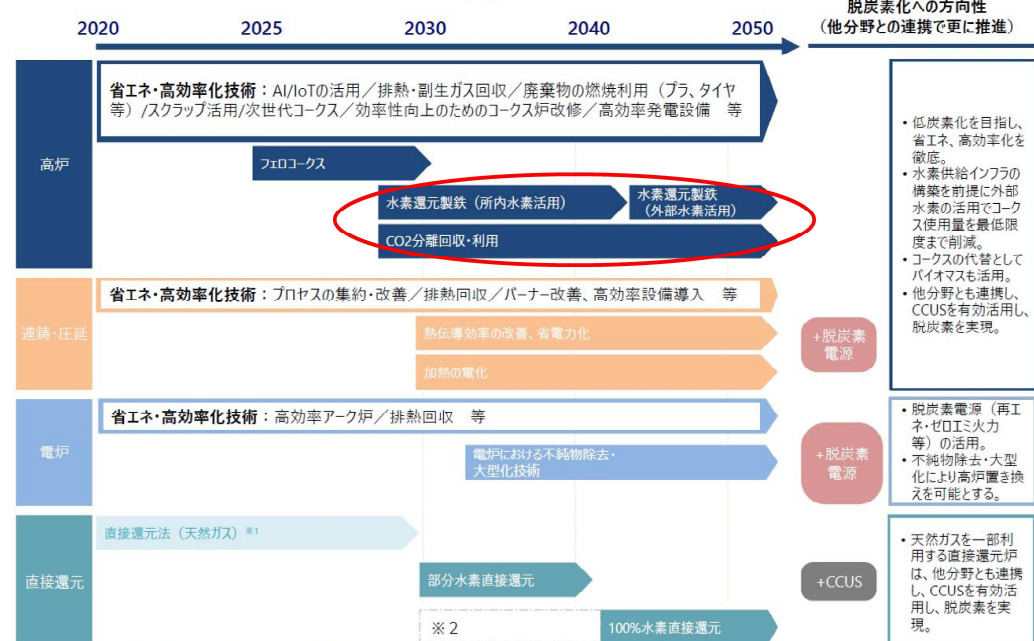 脱炭素化への方向性
(他分野との連携で更に推進)
2020 2025 2030 2040 2050
高炉
省エネ・高効率化技術：AI/IoTの活用／排熱・副生ガス回収／廃棄物の燃焼利用（プラ、タイヤ
等）/スクラップ活用/次世代コークス／効率性向上のためのコークス炉改修／高効率発電設備　等
フェロコークス
水素還元製鉄（所内水素活用）
水素還元製鉄
（外部水素活用）
CO2分離回収・利用
・低炭素化を目指し、
省エネ、高効率化を
徹底。
・水素供給インフラの
構築を前提に外部
水素の活用でコーク
ス使用量を最低限
度まで削減。
・コークスの代替として
バイオマスも活用。
・他分野とも連携し、
CCUSを有効活用し、
脱炭素を実現。
連鋳・圧延
省エネ・高効率化技術：プロセスの集約・改善／排熱回収／バーナー改善、高効率設備導入　等
熱伝導効率の改善、省電力化
加熱の電化
+脱炭素
電源
電炉
省エネ・高効率化技術：高効率アーク炉／排熱回収　等
電炉における不純物除去・
大型化技術
+脱炭素
電源
・脱炭素電源（再エ
ネ・ゼロエミ火力
等）の活用。
・不純物除去・大型
化により高炉置き換
えを可能とする。
直接還元
直接還元法（天然ガス）※1
部分水素直接還元
※２
100%水素直接還元
+CCUS
・天然ガスを一部利
用する直接還元炉
は、他分野とも連携
し、CCUSを有効活
用し、脱炭素を実
現。